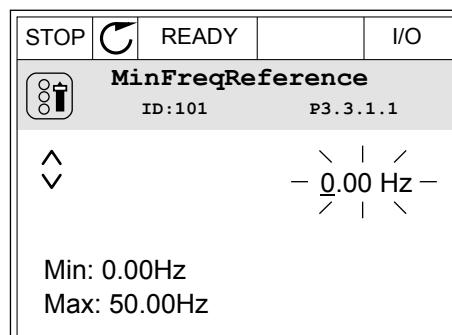 STOP READY I/O
MinFreqReference
ID:101 P3.3.1.1
0.00 Hz
Min: 0.00Hz
Max: 50.00Hz